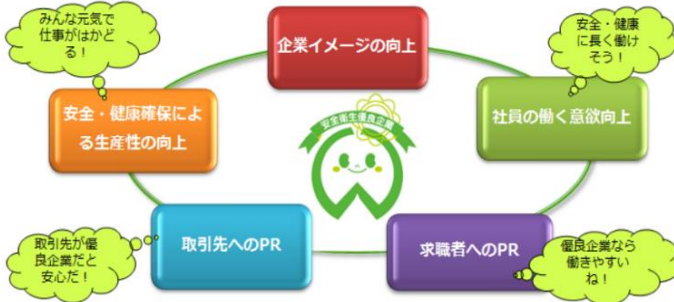 みんな元気で
仕事がはかど
る！
企業イメージの向上
安全・健康
に長く働け
そう！
安全・健康確保によ
る生産性の向上
安全衛生優良企業
社員の働く意欲向上
取引先が優
良企業だと
安心だ！
取引先へのPR
求職者へのPR
優良企業なら
働きやすい
ね！